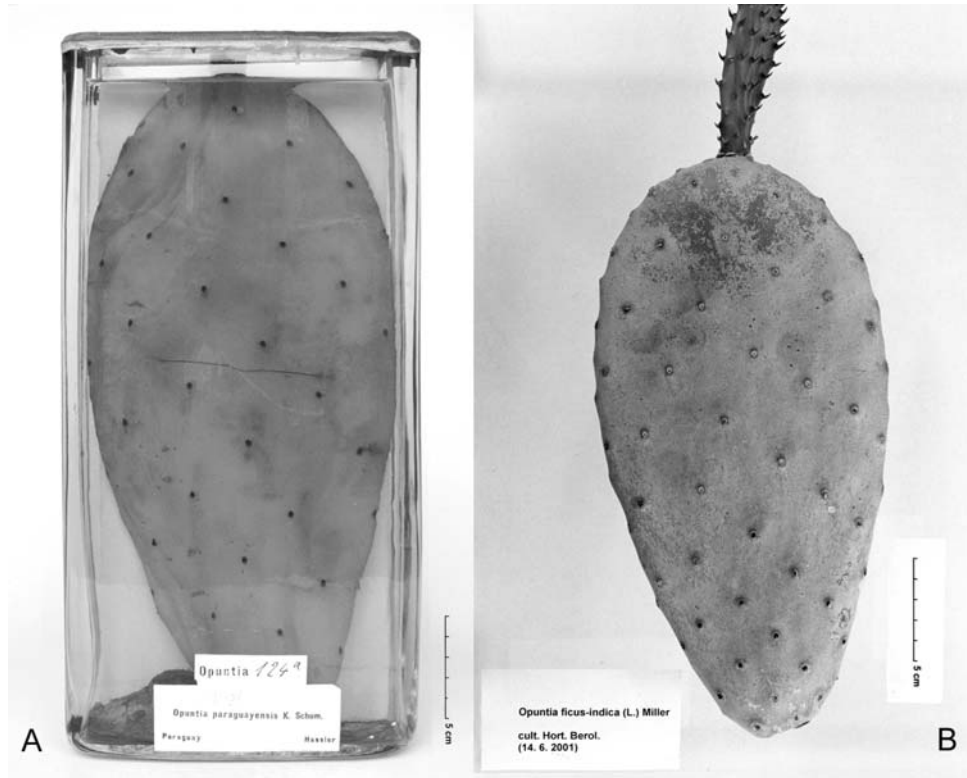 Opuntia 124a
Opuntia paraguayensis K. Schum.
Paraguay Hassler
5 cm
A
Opuntia ficus-indica (L.) Miller
cult. Hort. Berol.
(14. 6. 2001)
5 cm
B